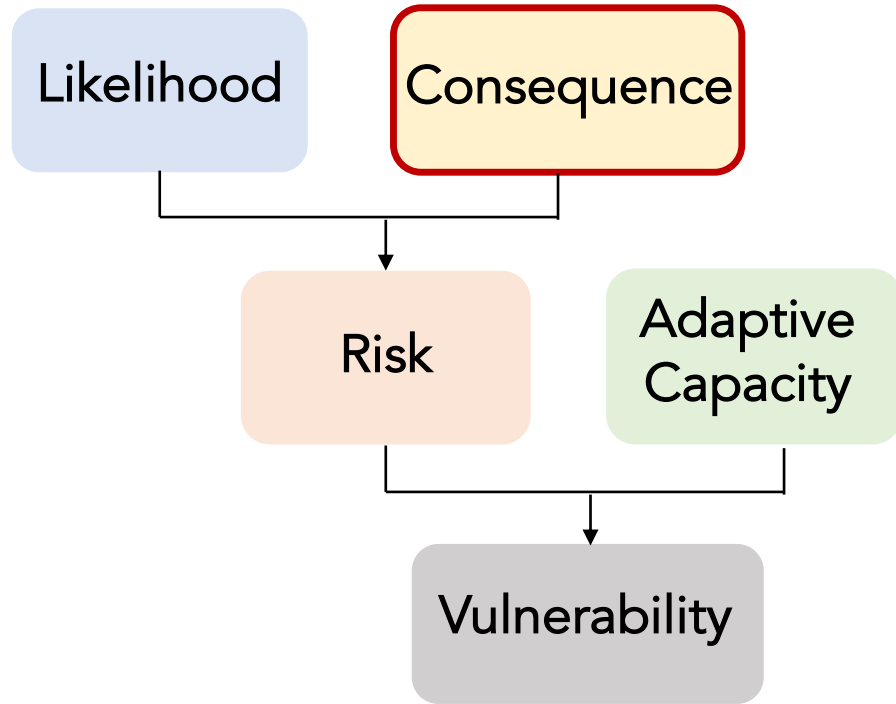 Likelihood
Consequence
Risk
Adaptive
Capacity
Vulnerability